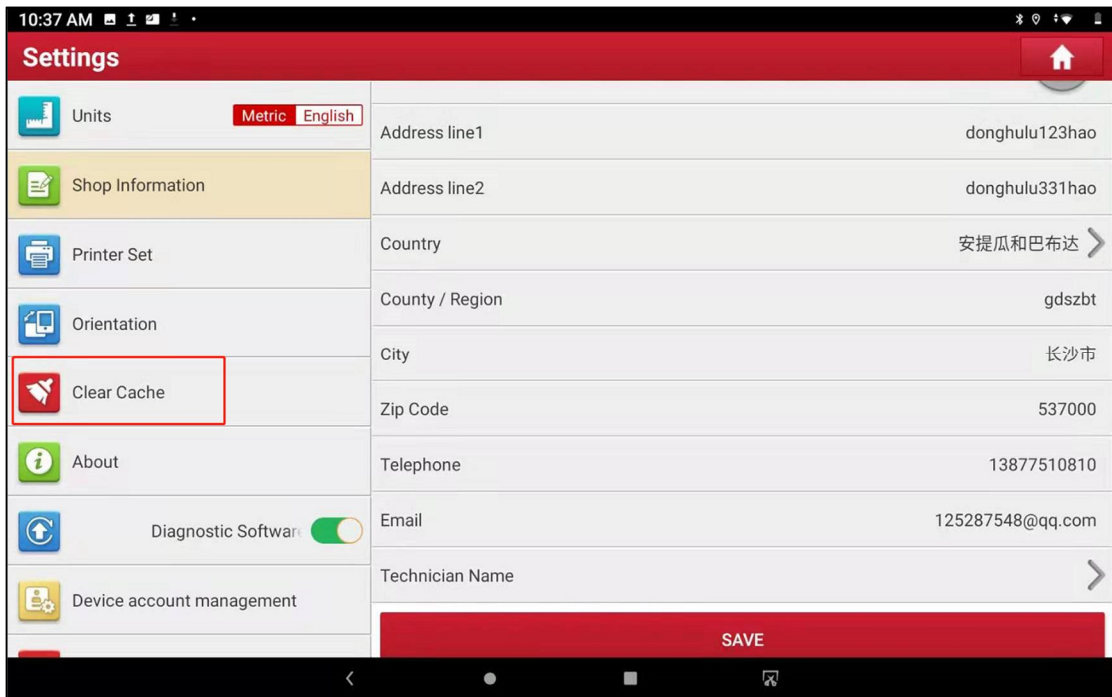 10:37 AM
Settings
Units Metric English
Shop Information
Printer Set
Orientation
Clear Cache
About
Diagnostic Softwar
Device account management
Address line1 donghulu123hao
Address line2 donghulu331hao
Country 安提瓜和巴布达
County / Region gdszbt
City 长沙市
Zip Code 537000
Telephone 13877510810
Email 125287548@qq.com
Technician Name
SAVE